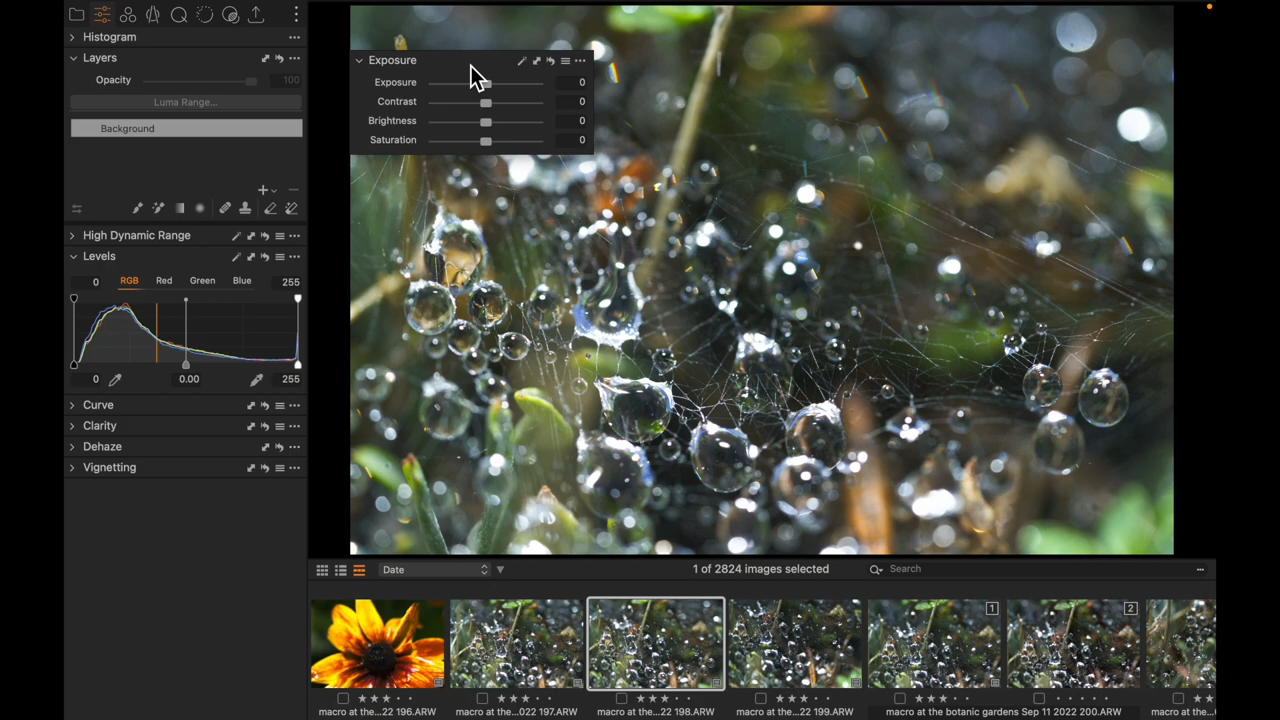 Histogram
Layers
Opacity 100
Luma Range...
Background
High Dynamic Range
Levels
0 RGB Red Green Blue 255
0 0.00 255
Curve
Clarity
Dehaze
Vignetting
Exposure
Exposure 0
Contrast 0
Brightness 0
Saturation 0
Date 1 of 2824 images selected Search
1 2
macro at the...22 196.ARW macro at the...022 197.ARW macro at the...22 198.ARW macro at the...22 199.ARW macro at the botanic gardens Sep 11 2022 200.ARW macro at the...